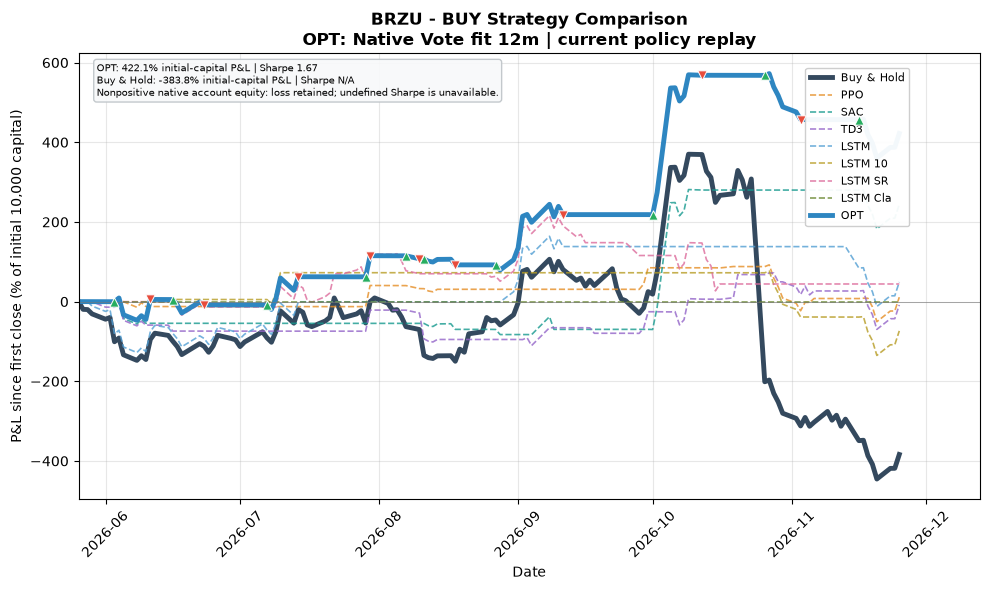 BRZU - BUY Strategy Comparison
OPT: Native Vote fit 12m | current policy replay
OPT: 422.1% initial-capital P&L | Sharpe 1.67
Buy & Hold: -383.8% initial-capital P&L | Sharpe N/A
Nonpositive native account equity: loss retained; undefined Sharpe is unavailable.
Buy & Hold
PPO
SAC
TD3
LSTM
LSTM 10
LSTM SR
LSTM Cla
OPT
P&L since first close (% of initial 10,000 capital)
600
400
200
0
−200
−400
2026-06
2026-07
2026-08
2026-09
2026-10
2026-11
2026-12
Date